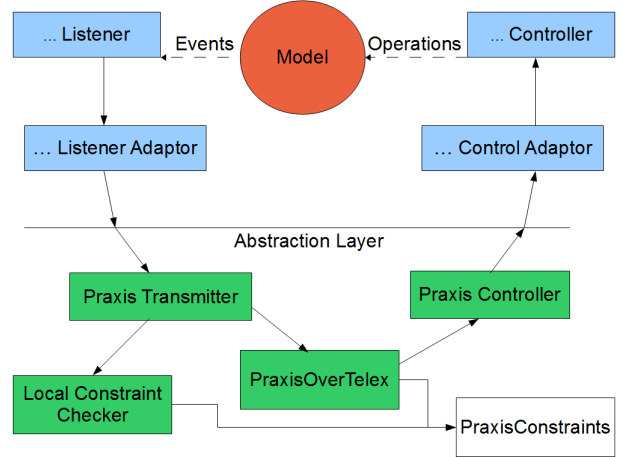 ... Listener
Events
Model
Operations
... Controller
... Listener Adaptor
... Control Adaptor
Abstraction Layer
Praxis Transmitter
Praxis Controller
PraxisOverTelex
Local Constraint
Checker
PraxisConstraints